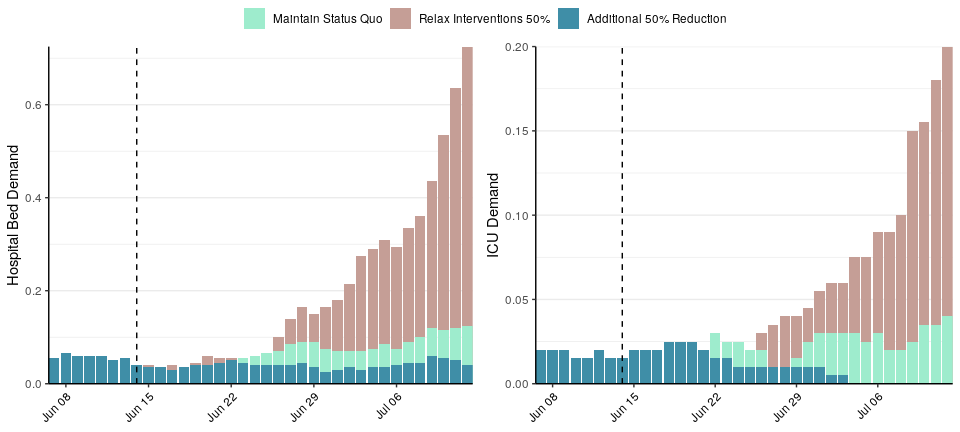 Maintain Status Quo Relax Interventions 50% Additional 50% Reduction
Hospital Bed Demand
0.6
0.4
0.2
0.0
Jun 08 Jun 15 Jun 22 Jun 29 Jul 06
ICU Demand
0.20
0.15
0.10
0.05
0.00
Jun 08 Jun 15 Jun 22 Jun 29 Jul 06